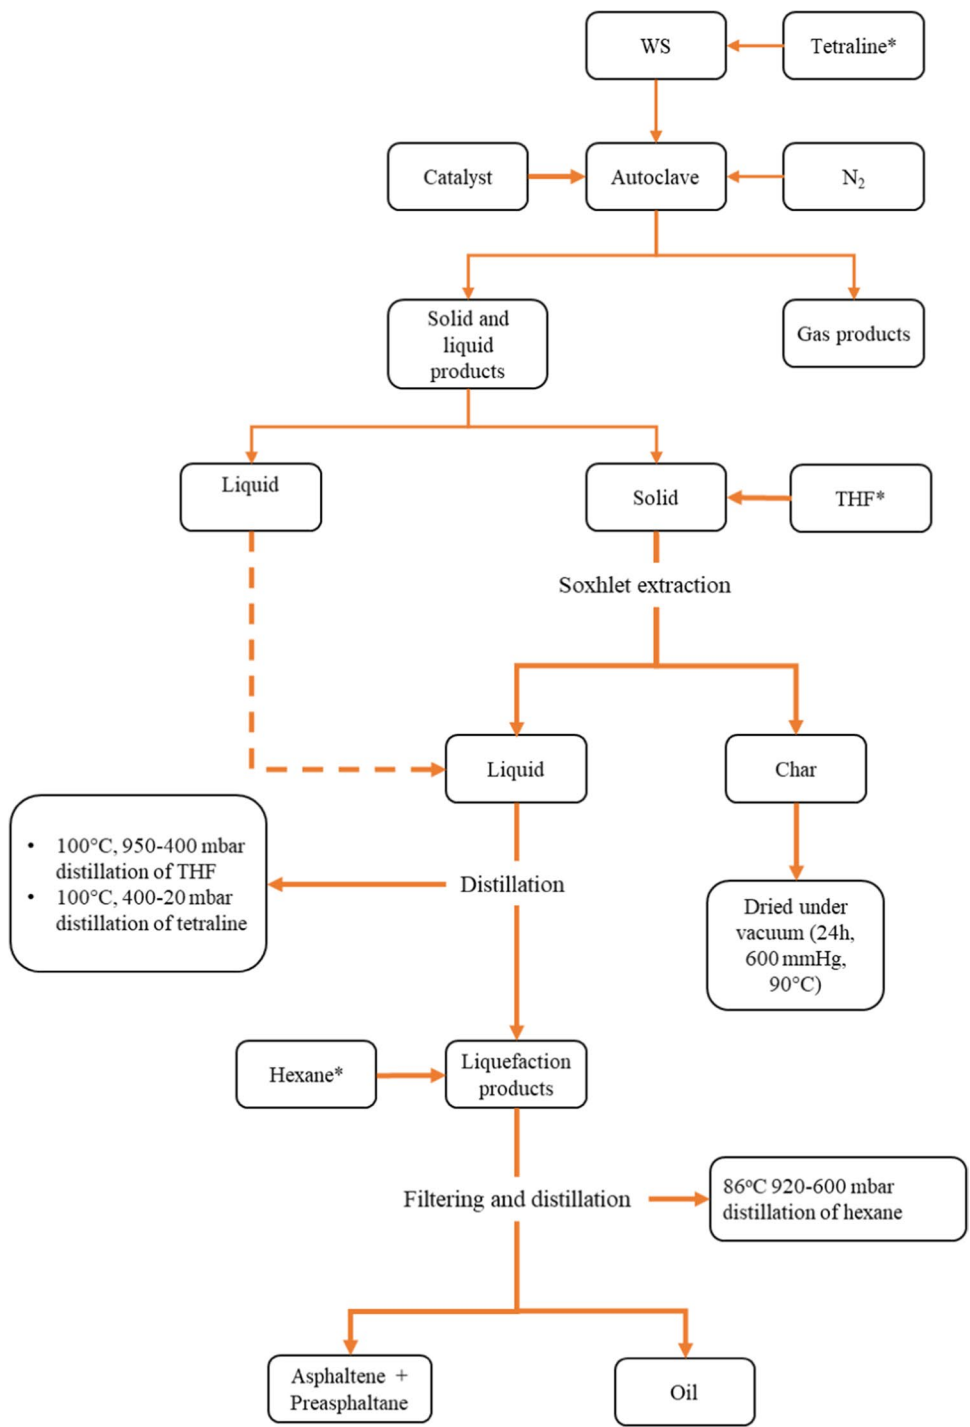 WS
Tetraline*
Catalyst
Autoclave
N₂
Solid and
liquid
products
Gas products
Liquid
Solid
THF*
Soxhlet extraction
Liquid
Char
• 100°C, 950-400 mbar
distillation of THF
• 100°C, 400-20 mbar
distillation of tetraline
Distillation
Dried under
vacuum (24h,
600 mmHg,
90°C)
Hexane*
Liquefaction
products
Filtering and distillation
86°C 920-600 mbar
distillation of hexane
Asphaltene +
Preasphaltane
Oil